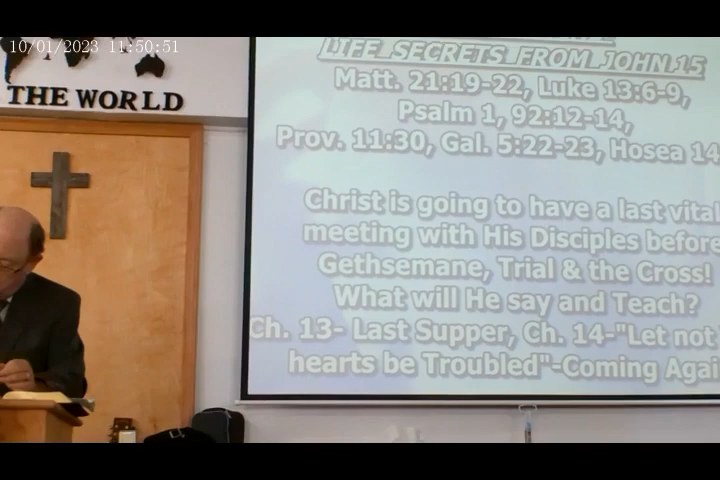 10/01/2023 11:50:51
THE WORLD
LIFE SECRETS FROM JOHN 15
Matt. 21:19-22, Luke 13:6-9,
Psalm 1, 92:12-14,
Prov. 11:30, Gal. 5:22-23, Hosea 14
Christ is going to have a last vital
meeting with His Disciples before
Gethsemane, Trial & the Cross!
What will He say and Teach?
Ch. 13- Last Supper, Ch. 14-"Let not
hearts be Troubled"-Coming Agai